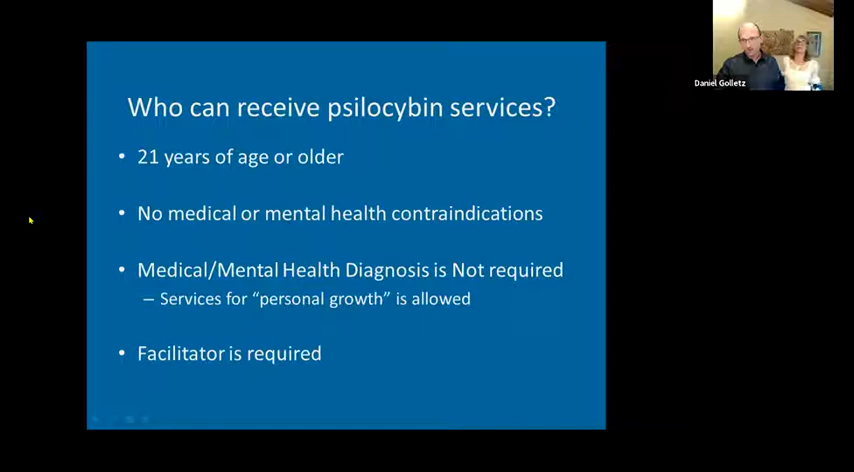 Who can receive psilocybin services?
• 21 years of age or older
• No medical or mental health contraindications
• Medical/Mental Health Diagnosis is Not required
– Services for “personal growth” is allowed
• Facilitator is required
Daniel Golletz